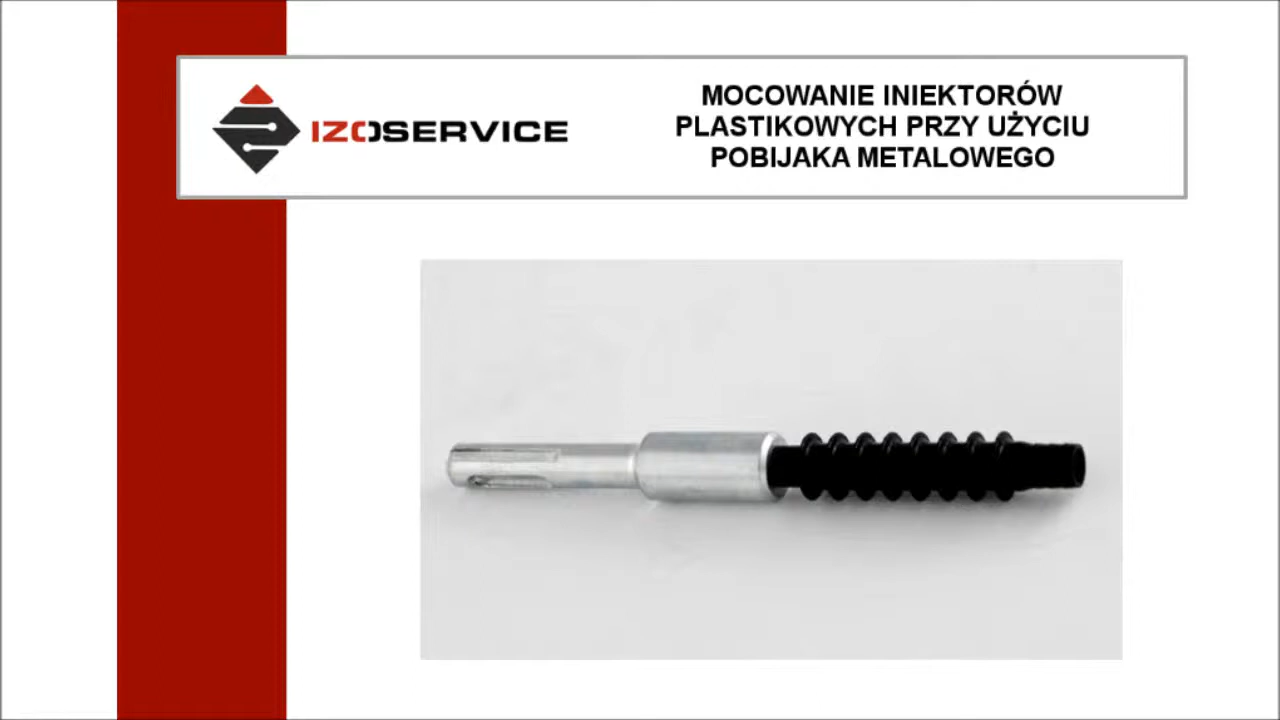 IZOSERVICE
MOCOWANIE INIEKTORÓW
PLASTIKOWYCH PRZY UŻYCIU
POBIJAKA METALOWEGO